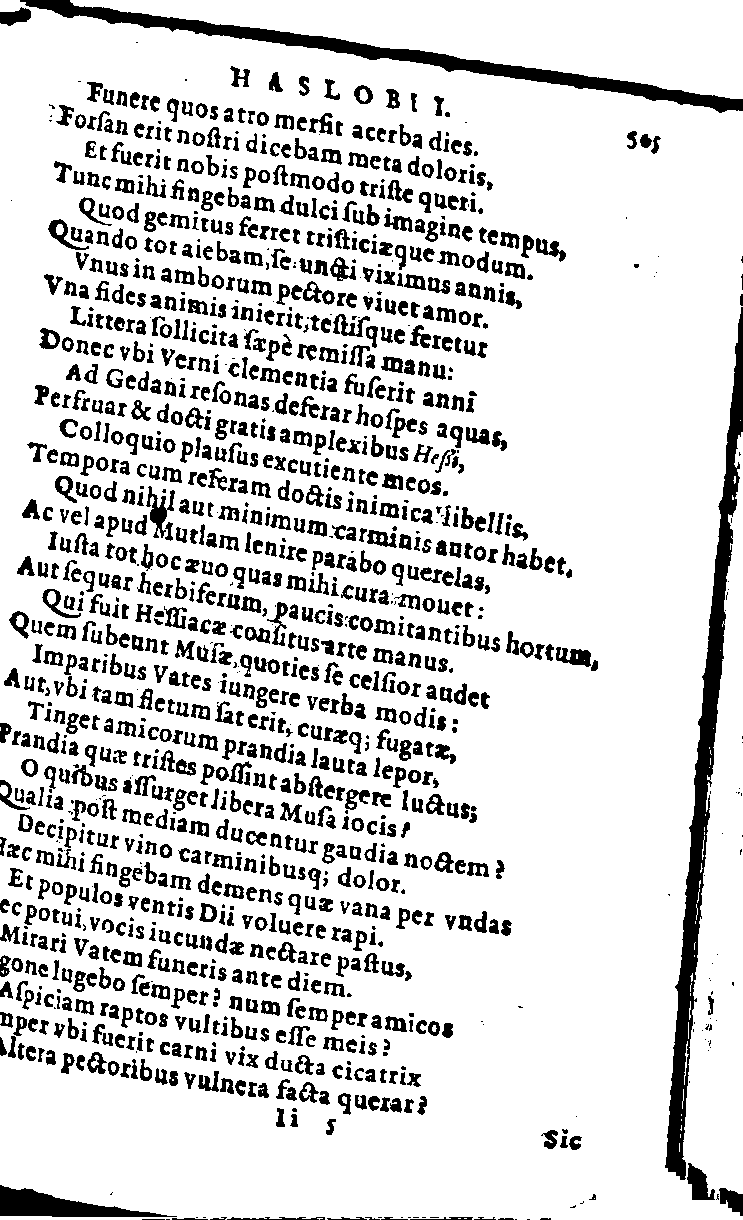 HASLOBII. 505
Funere quos atro merſit acerba dies.
Forſan erit noſtri dicebam meta doloris,
Et fuerit nobis poſtmodo triſte queri.
Tunc mihi fingebam dulci ſub imagine tempus,
Quod gemitus ferret triſticiæque modum.
Quando tot aiebam, ſe uncti viximus annis,
Vnus in amborum pectore viuet amor.
Vna fides animis inierit, teſtiſque feretur
Littera ſollicita ſæpè remiſſa manu:
Donec vbi Verni clementia fuſerit anni
Ad Gedani reſonas deferar hoſpes aquas,
Perfruar & docti gratis amplexibus Heſsi,
Colloquio plauſus excutiente meos.
Tempora cum referam doctis inimica libellis,
Quod nihil aut minimum carminis autor habet.
Ac vel apud Mutlam lenire parabo querelas,
Iuſta tot hoc æuo quas mihi cura mouet:
Aut ſequar herbiferum, paucis comitantibus hortum,
Qui fuit Heſſiacæ conſitus arte manus.
Quem ſubeunt Muſæ, quoties ſe celſior audet
Imparibus Vates iungere verba modis:
Aut, vbi tam fletum ſat erit, curæq; fugatæ,
Tinget amicorum prandia lauta lepor,
Prandia quæ triſtes poſſint abſtergere luctus;
O quibus aſſurget libera Muſa iocis!
Qualia poſt mediam ducentur gaudia noctem?
Decipitur vino carminibusq; dolor.
Hæc mihi fingebam demens quæ vana per vndas
Et populos ventis Dii voluere rapi.
ec potui, vocis iucundæ nectare paſtus,
Mirari Vatem funeris ante diem.
gone lugebo ſemper? num ſemper amicos
Aſpiciam raptos vultibus eſſe meis?
mper vbi fuerit carni vix ducta cicatrix
Altera pectoribus vulnera facta querar?
Ii 5
Sic